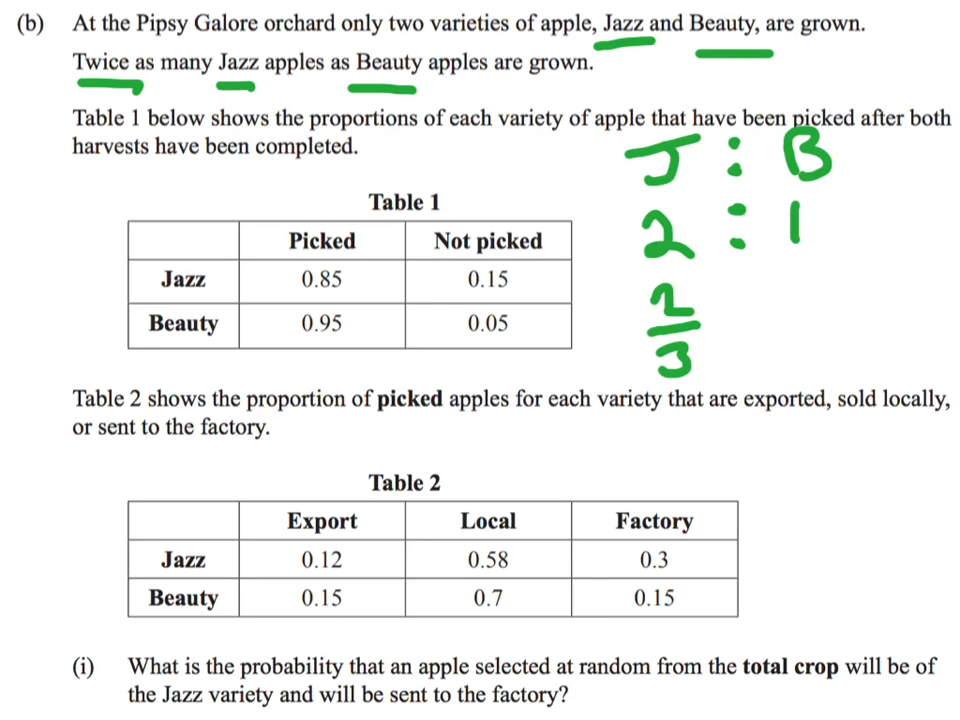 (b) At the Pipsy Galore orchard only two varieties of apple, Jazz and Beauty, are grown.
Twice as many Jazz apples as Beauty apples are grown.
Table 1 below shows the proportions of each variety of apple that have been picked after both
harvests have been completed.
J : B
2 : 1
2/3
Table 1
Picked Not picked
Jazz 0.85 0.15
Beauty 0.95 0.05
Table 2 shows the proportion of picked apples for each variety that are exported, sold locally,
or sent to the factory.
Table 2
Export Local Factory
Jazz 0.12 0.58 0.3
Beauty 0.15 0.7 0.15
(i) What is the probability that an apple selected at random from the total crop will be of
the Jazz variety and will be sent to the factory?